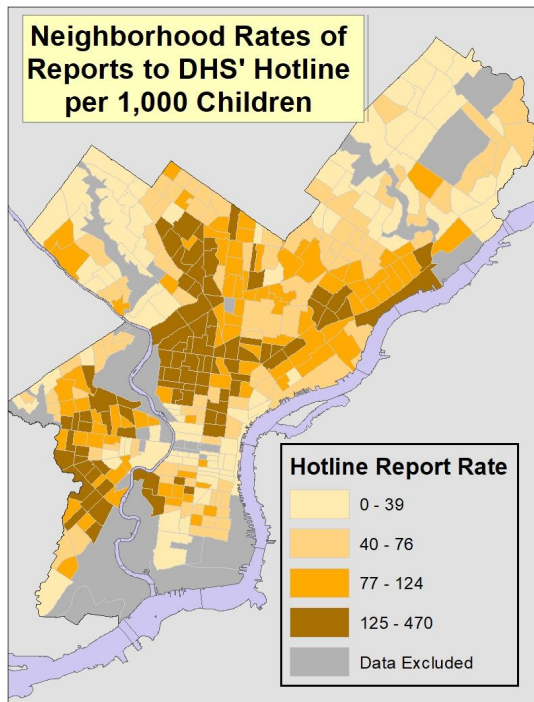 Neighborhood Rates of
Reports to DHS' Hotline
per 1,000 Children
Hotline Report Rate
0 - 39
40 - 76
77 - 124
125 - 470
Data Excluded